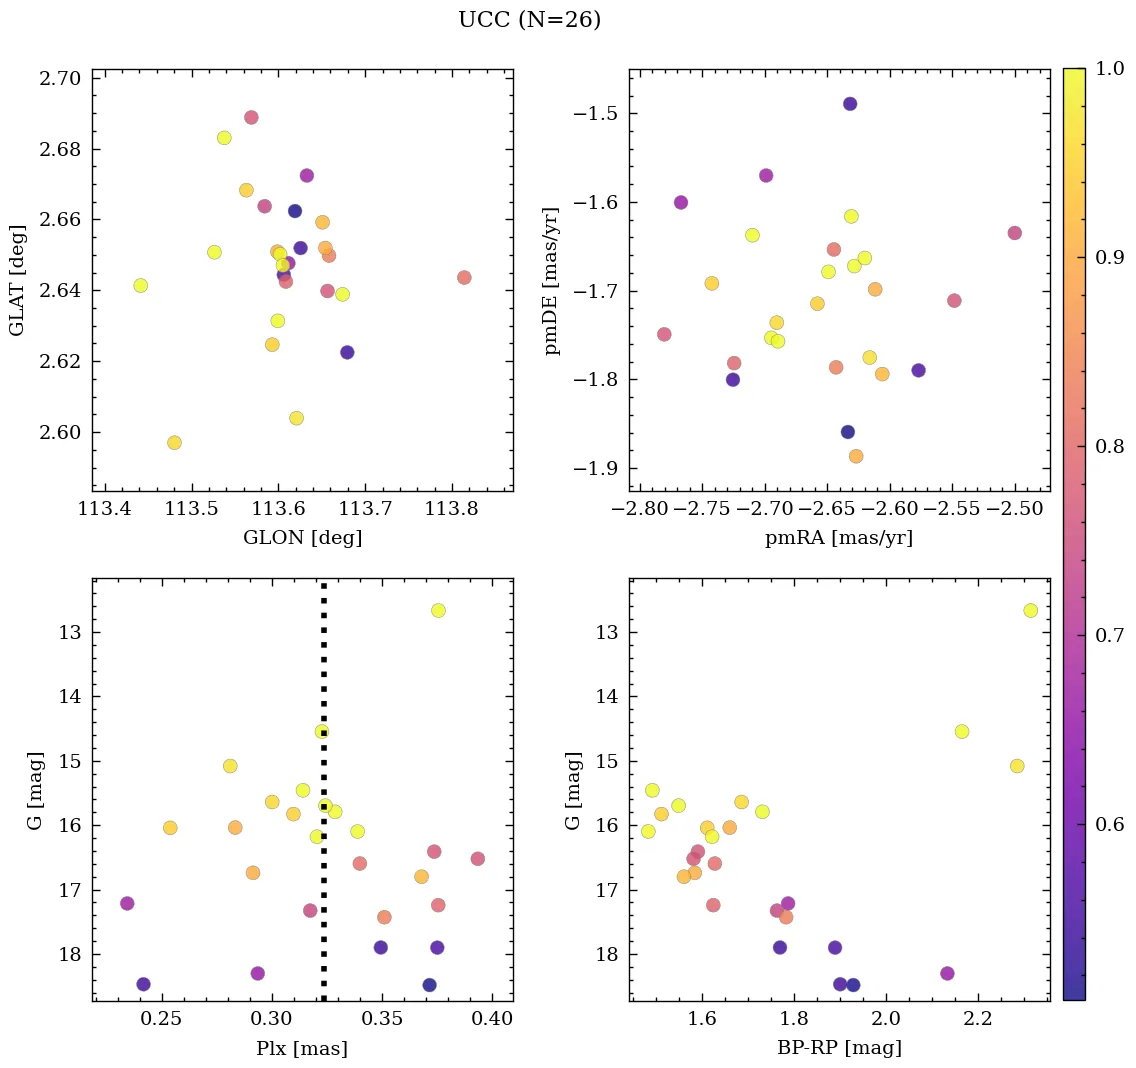 UCC (N=26)
2.70
2.68
2.66
2.64
2.62
2.60
GLAT [deg]
113.4 113.5 113.6 113.7 113.8
GLON [deg]
−1.5
−1.6
−1.7
−1.8
−1.9
pmDE [mas/yr]
−2.80 −2.75 −2.70 −2.65 −2.60 −2.55 −2.50
pmRA [mas/yr]
13
14
15
16
17
18
G [mag]
0.25 0.30 0.35 0.40
Plx [mas]
13
14
15
16
17
18
G [mag]
1.6 1.8 2.0 2.2
BP-RP [mag]
1.0
0.9
0.8
0.7
0.6